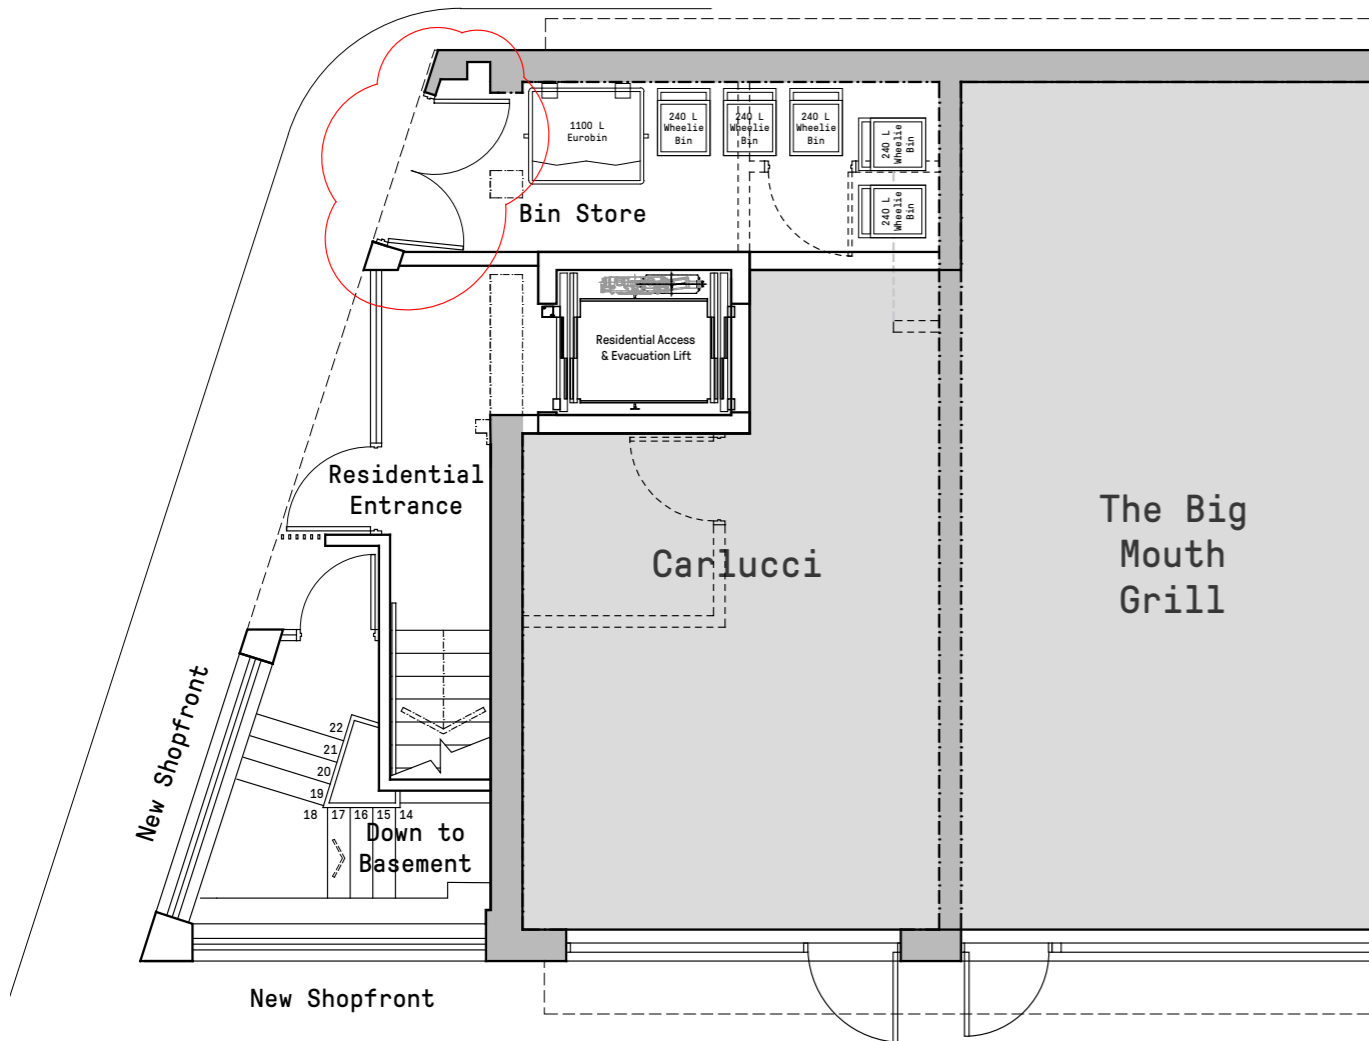 1100 L
Eurobin
240 L
Wheelie
Bin
240 L
Wheelie
Bin
240 L
Wheelie
Bin
240 L
Wheelie
Bin
240 L
Wheelie
Bin
Bin Store
Residential Access
& Evacuation Lift
Residential
Entrance
Carlucci
The Big
Mouth
Grill
New Shopfront
22
21
20
19
18 17 16 15 14
Down to
Basement
New Shopfront